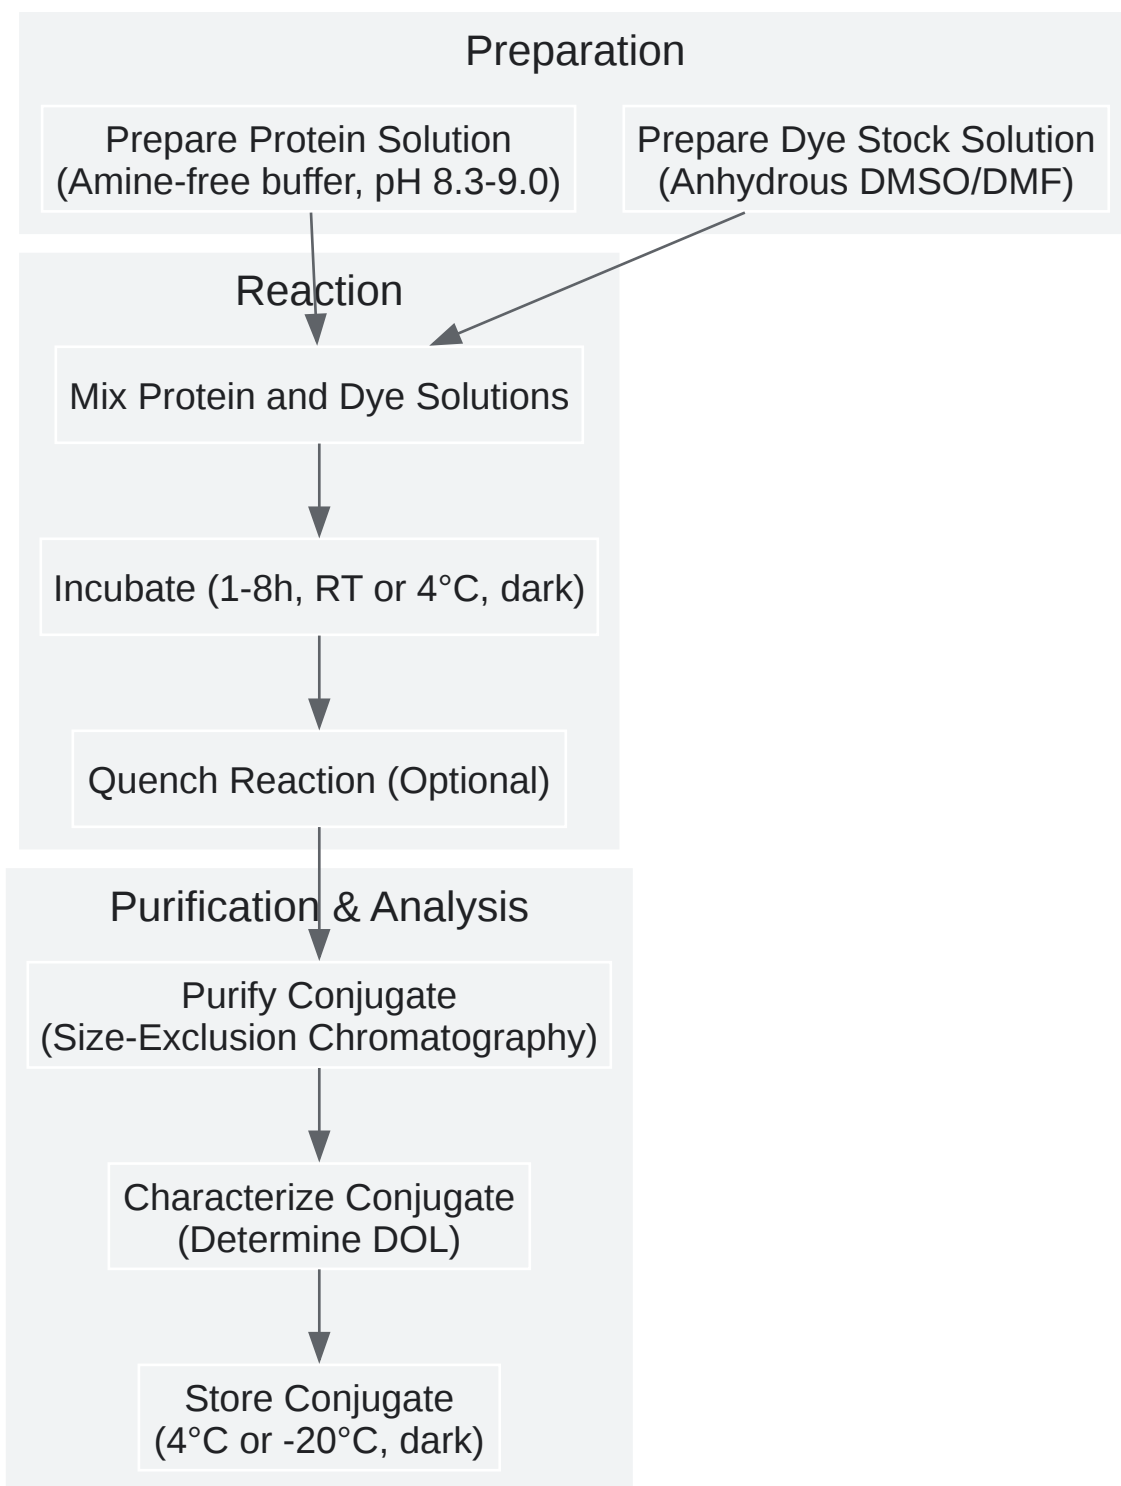 Preparation
Prepare Protein Solution
(Amine-free buffer, pH 8.3-9.0)
Prepare Dye Stock Solution
(Anhydrous DMSO/DMF)
Reaction
Mix Protein and Dye Solutions
Incubate (1-8h, RT or 4°C, dark)
Quench Reaction (Optional)
Purification & Analysis
Purify Conjugate
(Size-Exclusion Chromatography)
Characterize Conjugate
(Determine DOL)
Store Conjugate
(4°C or -20°C, dark)